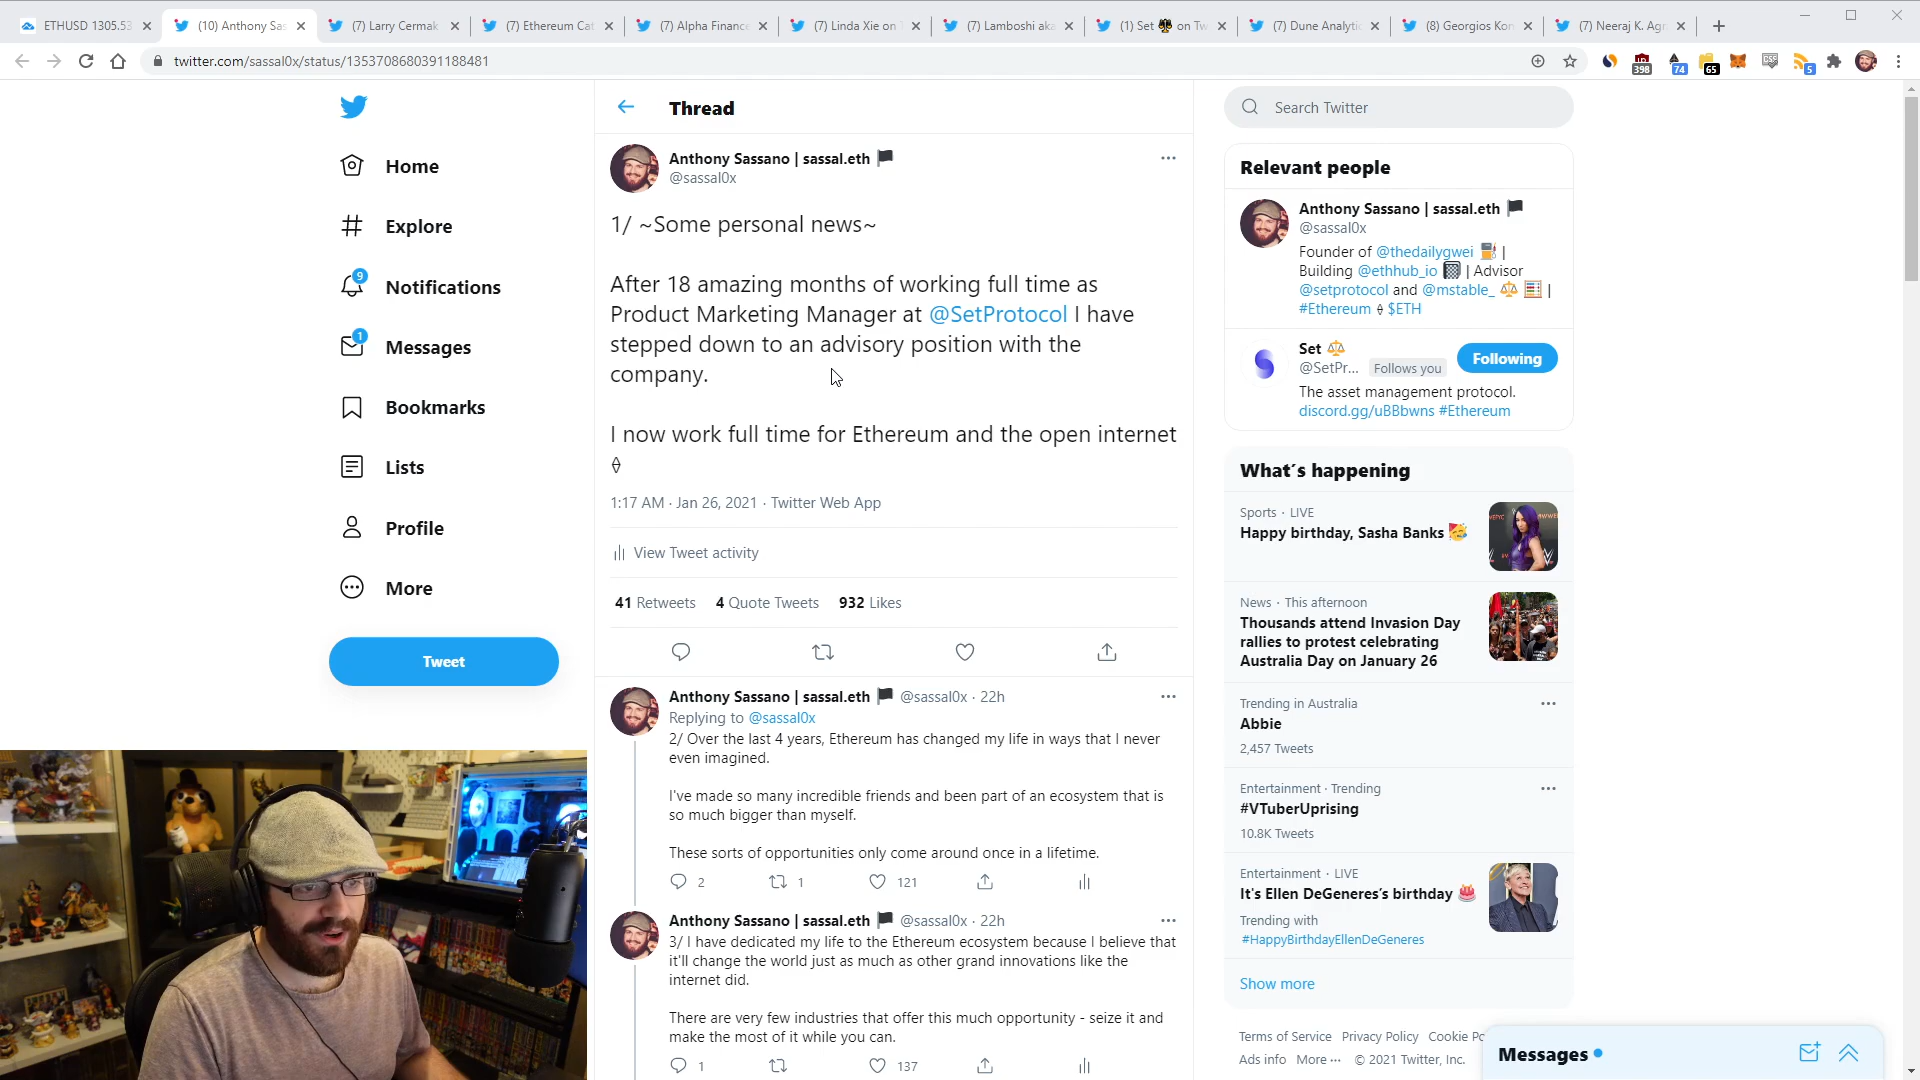 ETHUSD 1305.53
(10) Anthony Sas
(7) Larry Cermak
(7) Ethereum Cat
(7) Alpha Finance
(7) Linda Xie on
(7) Lamboshi aka
(1) Set on Tw
(7) Dune Analytic
(8) Georgios Kon
(7) Neeraj K. Agr
twitter.com/sassal0x/status/1353708680391188481
398
74
65
CSS
5
Home
Explore
9
Notifications
1
Messages
Bookmarks
Lists
Profile
More
Tweet
Thread
Anthony Sassano | sassal.eth
@sassal0x
1/ ~Some personal news~
After 18 amazing months of working full time as
Product Marketing Manager at @SetProtocol I have
stepped down to an advisory position with the
company.
I now work full time for Ethereum and the open internet
1:17 AM · Jan 26, 2021 · Twitter Web App
View Tweet activity
41 Retweets 4 Quote Tweets 932 Likes
Anthony Sassano | sassal.eth @sassal0x · 22h
Replying to @sassal0x
2/ Over the last 4 years, Ethereum has changed my life in ways that I never
even imagined.
I've made so many incredible friends and been part of an ecosystem that is
so much bigger than myself.
These sorts of opportunities only come around once in a lifetime.
2 1 121
Anthony Sassano | sassal.eth @sassal0x · 22h
3/ I have dedicated my life to the Ethereum ecosystem because I believe that
it'll change the world just as much as other grand innovations like the
internet did.
There are very few industries that offer this much opportunity - seize it and
make the most of it while you can.
1 137
Search Twitter
Relevant people
Anthony Sassano | sassal.eth
@sassal0x
Founder of @thedailygwei |
Building @ethhub_io | Advisor
@setprotocol and @mstable_ |
#Ethereum $ETH
Set
@SetPr... Follows you
Following
The asset management protocol.
discord.gg/uBBbwns #Ethereum
What's happening
Sports · LIVE
Happy birthday, Sasha Banks
News · This afternoon
Thousands attend Invasion Day
rallies to protest celebrating
Australia Day on January 26
Trending in Australia
Abbie
2,457 Tweets
Entertainment · Trending
#VTuberUprising
10.8K Tweets
Entertainment · LIVE
It's Ellen DeGeneres's birthday
Trending with
#HappyBirthdayEllenDeGeneres
Show more
Terms of Service Privacy Policy Cookie Po
Ads info More ··· © 2021 Twitter, Inc.
Messages